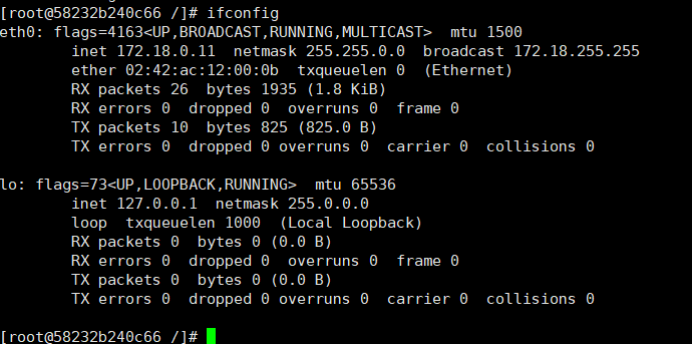 [root@58232b240c66 /]# ifconfig
eth0: flags=4163<UP,BROADCAST,RUNNING,MULTICAST>  mtu 1500
        inet 172.18.0.11  netmask 255.255.0.0  broadcast 172.18.255.255
        ether 02:42:ac:12:00:0b  txqueuelen 0  (Ethernet)
        RX packets 26  bytes 1935 (1.8 KiB)
        RX errors 0  dropped 0  overruns 0  frame 0
        TX packets 10  bytes 825 (825.0 B)
        TX errors 0  dropped 0 overruns 0  carrier 0  collisions 0

lo: flags=73<UP,LOOPBACK,RUNNING>  mtu 65536
        inet 127.0.0.1  netmask 255.0.0.0
        loop  txqueuelen 1000  (Local Loopback)
        RX packets 0  bytes 0 (0.0 B)
        RX errors 0  dropped 0  overruns 0  frame 0
        TX packets 0  bytes 0 (0.0 B)
        TX errors 0  dropped 0 overruns 0  carrier 0  collisions 0

[root@58232b240c66 /]#